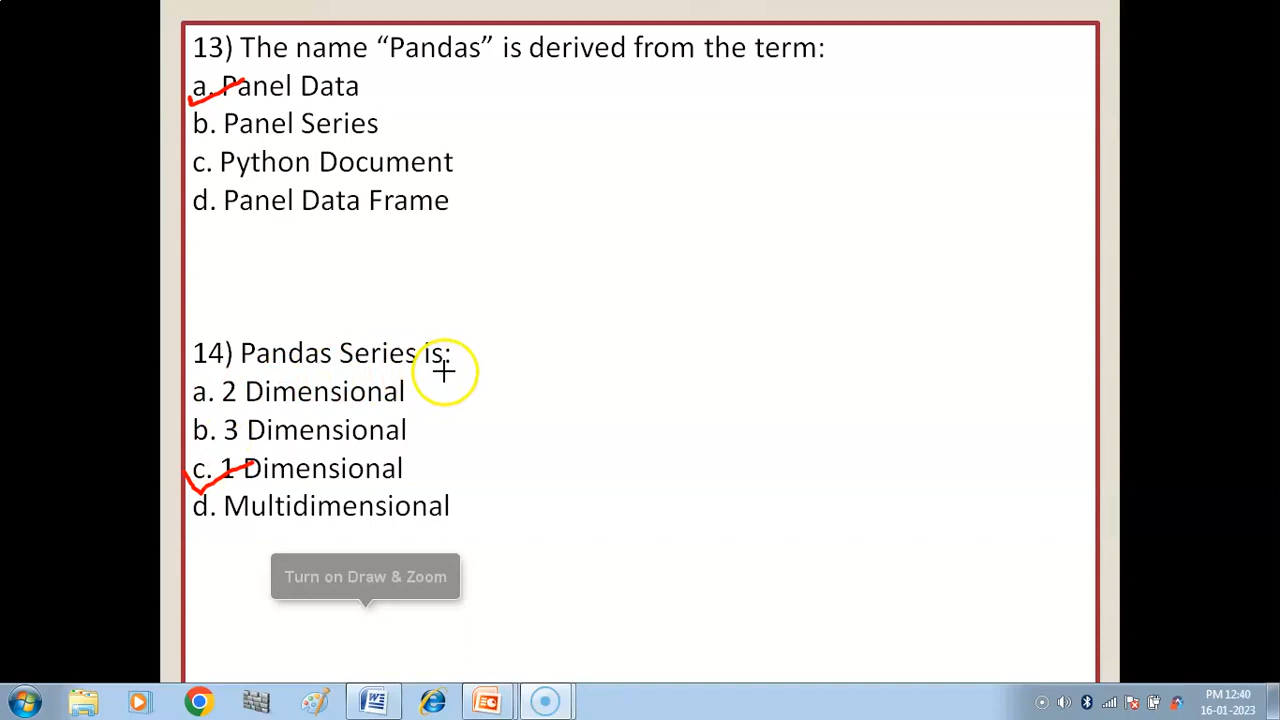 13) The name “Pandas” is derived from the term:
a. Panel Data
b. Panel Series
c. Python Document
d. Panel Data Frame
14) Pandas Series is:
a. 2 Dimensional
b. 3 Dimensional
c. 1 Dimensional
d. Multidimensional
Turn on Draw & Zoom
PM 12:40
16-01-2023